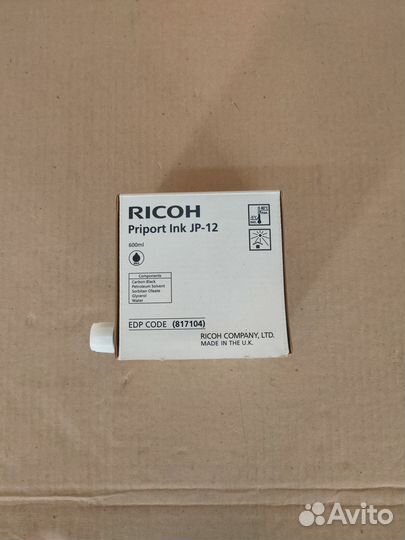 RICOH
Priport Ink JP-12
600ml
Components
Carbon Black
Petroleum Solvent
Sorbitan Oleate
Glycerol
Water
EDP CODE (817104)
RICOH COMPANY, LTD.
MADE IN THE U.K.
Avito